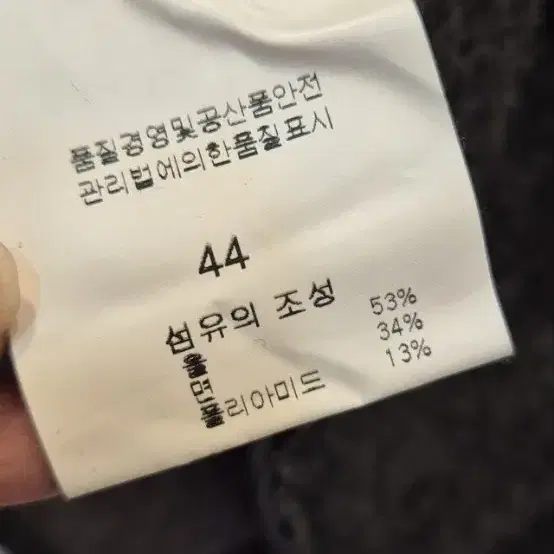 품질경영및공산품안전
관리법에의한품질표시
44
섬유의 조성
울 53%
면 34%
폴리아미드 13%